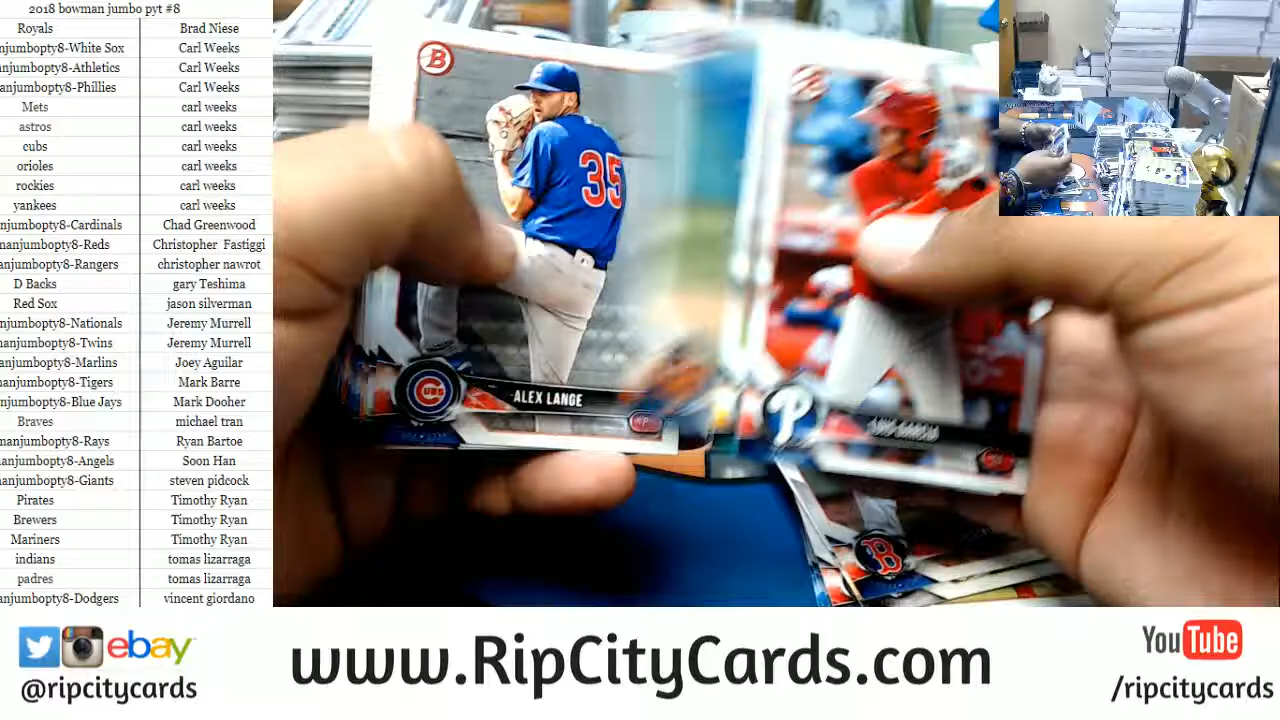 2018 bowman jumbo pyt #8
Royals Brad Niese
njumbopty8-White Sox Carl Weeks
anjumbopty8-Athletics Carl Weeks
anjumbopty8-Phillies Carl Weeks
Mets carl weeks
astros carl weeks
cubs carl weeks
orioles carl weeks
rockies carl weeks
yankees carl weeks
njumbopty8-Cardinals Chad Greenwood
nanjumbopty8-Reds Christopher Fastiggi
anjumbopty8-Rangers christopher nawrot
D Backs gary Teshima
Red Sox jason silverman
njumbopty8-Nationals Jeremy Murrell
nanjumbopty8-Twins Jeremy Murrell
anjumbopty8-Marlins Joey Aguilar
nanjumbopty8-Tigers Mark Barre
njumbopty8-Blue Jays Mark Dooher
Braves michael tran
manjumbopty8-Rays Ryan Bartoe
anjumbopty8-Angels Soon Han
nanjumbopty8-Giants steven pidcock
Pirates Timothy Ryan
Brewers Timothy Ryan
Mariners Timothy Ryan
indians tomas lizarraga
padres tomas lizarraga
anjumbopty8-Dodgers vincent giordano
B
35
CUBS
ALEX LANGE
P
B
ebay
@ripcitycards
www.RipCityCards.com
YouTube
/ripcitycards